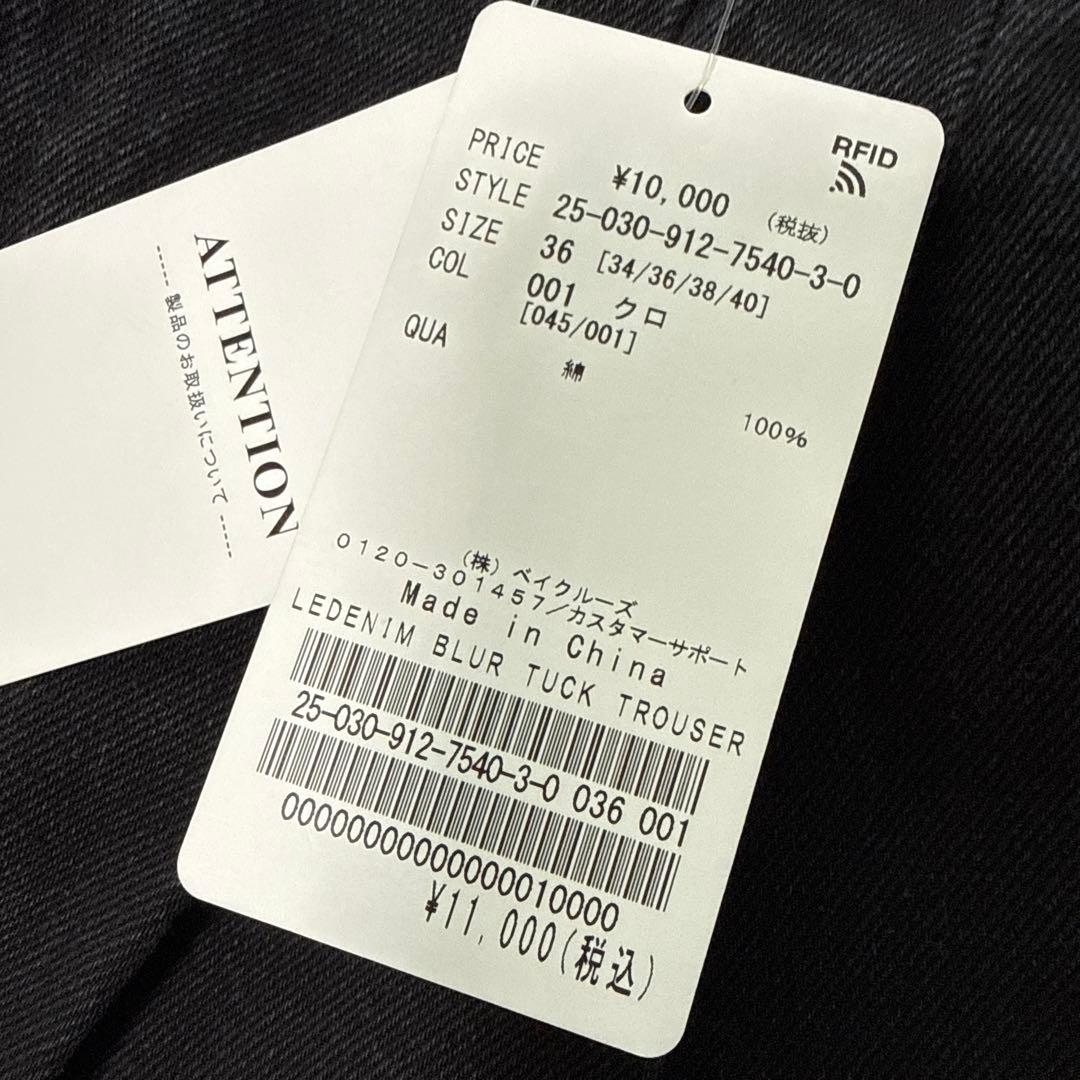 RFID
PRICE ¥10,000 (税抜)
STYLE 25-030-912-7540-3-0
SIZE 36 [34/36/38/40]
COL 001 クロ
[045/001]
QUA 綿 100%
(株) ベイクルーズ
0120-301457/カスタマーサポート
Made in China
LEDENIM BLUR TUCK TROUSER
25-030-912-7540-3-0 036 001
00000000000000010000
¥11,000(税込)
ATTENTION
----- 製品のお取扱いについて -----